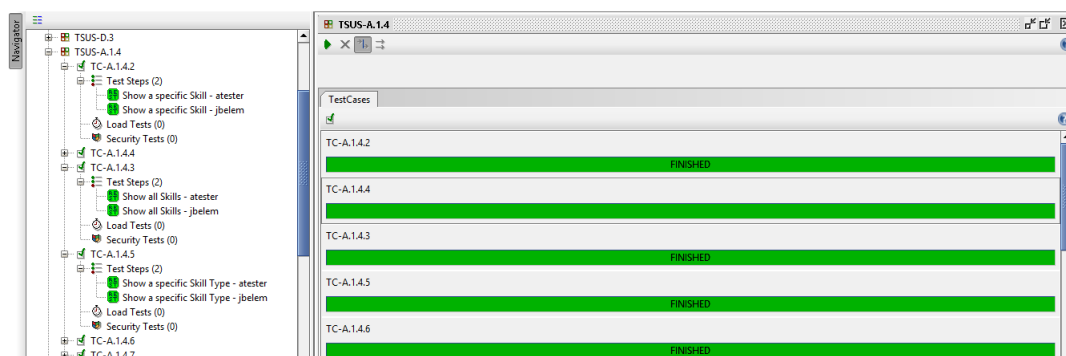 Navigator
TSUS-D.3
TSUS-A.1.4
TC-A.1.4.2
Test Steps (2)
Show a specific Skill - atester
Show a specific Skill - jbelem
Load Tests (0)
Security Tests (0)
TC-A.1.4.4
TC-A.1.4.3
Test Steps (2)
Show all Skills - atester
Show all Skills - jbelem
Load Tests (0)
Security Tests (0)
TC-A.1.4.5
Test Steps (2)
Show a specific Skill Type - atester
Show a specific Skill Type - jbelem
Load Tests (0)
Security Tests (0)
TC-A.1.4.6
TC-A.1.4.7
TSUS-A.1.4
TestCases
TC-A.1.4.2
FINISHED
TC-A.1.4.4
TC-A.1.4.3
FINISHED
TC-A.1.4.5
FINISHED
TC-A.1.4.6
FINISHED